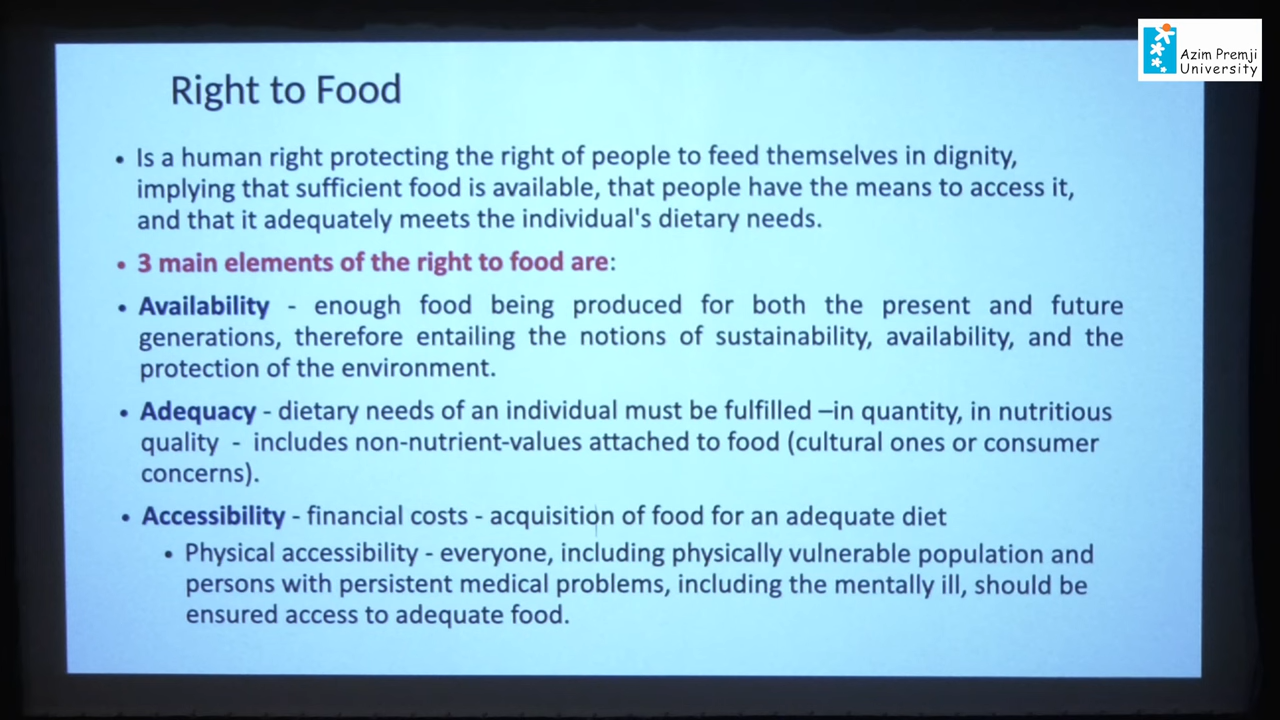 Azim Premji
University
Right to Food
• Is a human right protecting the right of people to feed themselves in dignity,
implying that sufficient food is available, that people have the means to access it,
and that it adequately meets the individual's dietary needs.
• 3 main elements of the right to food are:
• Availability - enough food being produced for both the present and future
generations, therefore entailing the notions of sustainability, availability, and the
protection of the environment.
• Adequacy - dietary needs of an individual must be fulfilled –in quantity, in nutritious
quality - includes non-nutrient-values attached to food (cultural ones or consumer
concerns).
• Accessibility - financial costs - acquisition of food for an adequate diet
• Physical accessibility - everyone, including physically vulnerable population and
persons with persistent medical problems, including the mentally ill, should be
ensured access to adequate food.